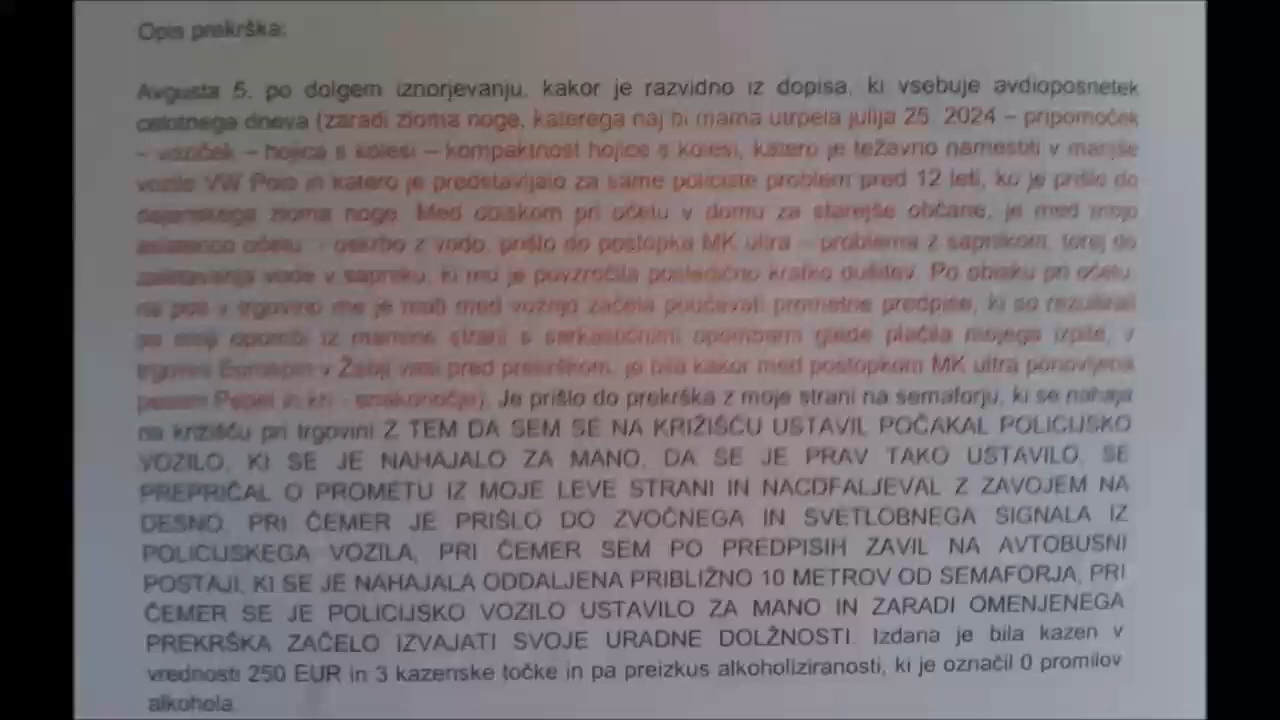 Opis prekrška:
Avgusta 5. po dolgem iznorjevanju, kakor je razvidno iz dopisa, ki vsebuje avdioposnetek
celotnega dneva (zaradi zloma noge, katerega naj bi mama utrpela julija 25. 2024 – pripomoček
– voziček – hojica s kolesi – kompaktnost hojice s kolesi, katero je težavno namestiti v manjše
vozilo VW Polo in katero je predstavljalo za same policiste problem pred 12 leti, ko je prišlo do
dejanskega zloma noge. Med obiskom pri očetu v domu za starejše občane, je med mojo
asistenco očetu – oskrbo z vodo, prišlo do postopka MK ultra – problema z sapnikom, torej do
zastajanja vode v sapniku, ki mu je povzročila posledično kratko dušitev. Po obisku pri očetu,
na poti v trgovino me je mati med vožnjo začela poučevati prometne predpise, ki so rezultirali
po moji opombi iz mamine strani s sarkastičnimi opombami glede plačila mojega izpita, v
trgovini Eurospin v Žabji vasi pred prekrškom, je bila kakor med postopkom MK ultra ponovljena
pesem Pepel in kri - enakonočje). Je prišlo do prekrška z moje strani na semaforju, ki se nahaja
na križišču pri trgovini Z TEM DA SEM SE NA KRIŽIŠČU USTAVIL POČAKAL POLICIJSKO
VOZILO, KI SE JE NAHAJALO ZA MANO, DA SE JE PRAV TAKO USTAVILO, SE
PREPRIČAL O PROMETU IZ MOJE LEVE STRANI IN NACDFALJEVAL Z ZAVOJEM NA
DESNO, PRI ČEMER JE PRIŠLO DO ZVOČNEGA IN SVETLOBNEGA SIGNALA IZ
POLICIJSKEGA VOZILA, PRI ČEMER SEM PO PREDPISIH ZAVIL NA AVTOBUSNI
POSTAJI, KI SE JE NAHAJALA ODDALJENA PRIBLIŽNO 10 METROV OD SEMAFORJA, PRI
ČEMER SE JE POLICIJSKO VOZILO USTAVILO ZA MANO IN ZARADI OMENJENEGA
PREKRŠKA ZAČELO IZVAJATI SVOJE URADNE DOLŽNOSTI. Izdana je bila kazen v
vrednosti 250 EUR in 3 kazenske točke in pa preizkus alkoholiziranosti, ki je označil 0 promilov
alkohola.